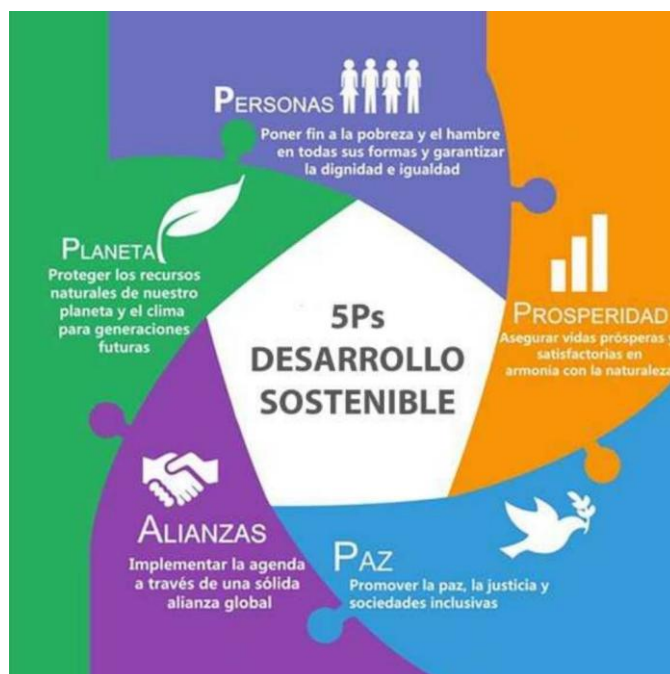 PERSONAS
Poner fin a la pobreza y el hambre
en todas sus formas y garantizar
la dignidad e igualdad
PLANETA
Proteger los recursos
naturales de nuestro
planeta y el clima
para generaciones
futuras
5Ps
DESARROLLO
SOSTENIBLE
PROSPERIDAD
Asegurar vidas prósperas y
satisfactorias en
armonía con la naturaleza
ALIANZAS
Implementar la agenda
a través de una sólida
alianza global
PAZ
Promover la paz, la justicia y
sociedades inclusivas